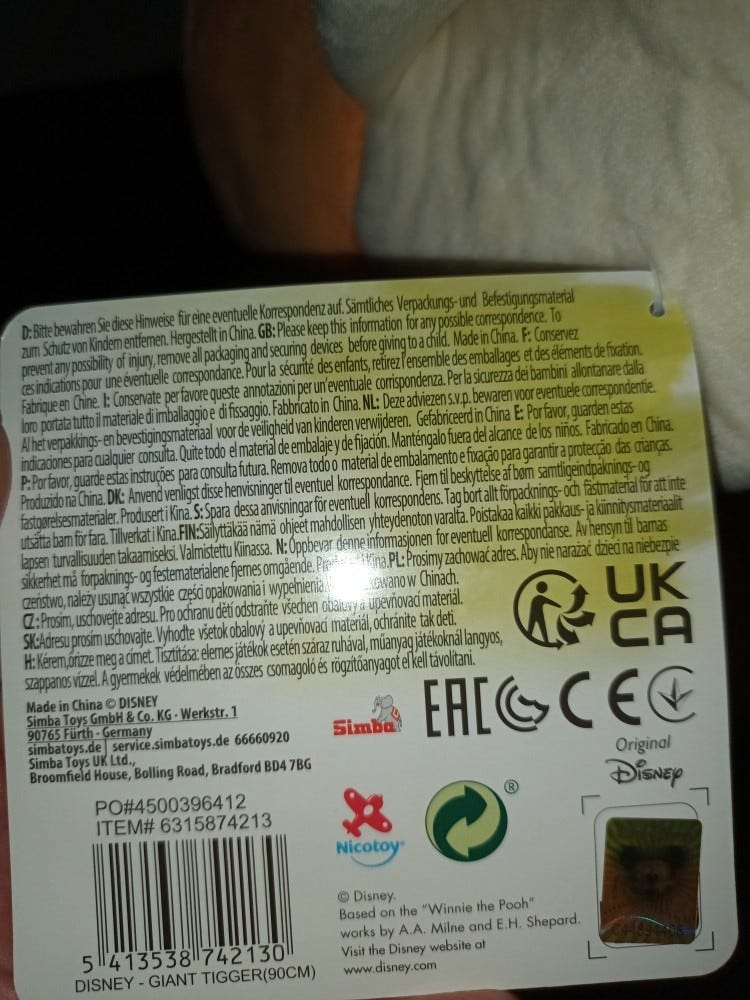 D: Bitte bewahren Sie diese Hinweise für eine eventuelle Korrespondenz auf. Sämtliches Verpackungs- und Befestigungsmaterial
zum Schutz von Kindern entfernen. Hergestellt in China. GB: Please keep this information for any possible correspondence. To
prevent any possibility of injury, remove all packaging and securing devices before giving to a child. Made in China. F: Conservez
ces indications pour une éventuelle correspondance. Pour la sécurité des enfants, retirez l'ensemble des emballages et des éléments de fixation.
Fabrique en Chine. I: Conservate per favore queste annotazioni per un'eventuale corrispondenza. Per la sicurezza dei bambini allontanare dalla
loro portata tutto il materiale di imballaggio e di fissaggio. Fabbricato in China. NL: Deze adviezen s.v.p. bewaren voor eventuele correspondentie.
Al het verpakkings- en bevestigingsmateriaal voor de veiligheid van kinderen verwijderen. Gefabriceerd in China E: Por favor, guarden estas
indicaciones para cualquier consulta. Quite todo el material de embalaje y de fijación. Manténgalo fuera del alcance de los niños. Fabricado en China.
P: Por favor, guarde estas instruções para consulta futura. Remova todo o material de embalamento e fixação para garantir a protecção das crianças.
Produzido na China. DK: Anvend venligst disse henvisninger til eventuel korrespondance. Fjern til beskyttelse af børn samtlige indpaknings- og
fastgørelsesmaterialer. Produsert i Kina. S: Spara dessa anvisningar för eventuell korrespondens. Tag bort allt förpacknings- och fästmaterial för att inte
utsätta barn för fara. Tillverkat i Kina. FIN: Säilyttäkää nämä ohjeet mahdollisen yhteydenoton varalta. Poistakaa kaikki pakkaus- ja kiinnitysmateriaalit
lapsen turvallisuuden takaamiseksi. Valmistettu Kiinassa. N: Oppbevar denne informasjonen for eventuell korrespondanse. Av hensyn til barnas
sikkerhet må forpaknings- og festematerialene fjernes omgående. Kina. PL: Prosimy zachować adres. Aby nie narażać dzieci na niebezpie
czeństwo, należy usunąć wszystkie części opakowania i wypełnienia. w Chinach.
CZ: Prosím, uschovejte adresu. Pro ochranu dětí odstraňte všechen obalový a upevňovací materiál.
SK: Adresu prosím uschovajte. Vyhoďte všetok obalový a upevňovací materiál, ochránite tak deti.
H: Kérem, őrizze meg a címet. Tisztítása: elemes játékok esetén száraz ruhával, műanyag játékoknál langyos,
szappanos vízzel. A gyermekek védelmében az összes csomagoló és rögzítőanyagot el kell távolítani.
UK
CA
Made in China © DISNEY
Simba Toys GmbH & Co. KG · Werkstr. 1
90765 Fürth · Germany
simbatoys.de | service.simbatoys.de 66660920
Simba Toys UK Ltd.,
Broomfield House, Bolling Road, Bradford BD4 7BG
Simba
EAC CE
Original
Disney
PO#4500396412
ITEM# 6315874213
5 413538 742130
DISNEY - GIANT TIGGER(90CM)
Nicotoy
®
© Disney.
Based on the "Winnie the Pooh"
works by A.A. Milne and E.H. Shepard.
Visit the Disney website at
www.disney.com